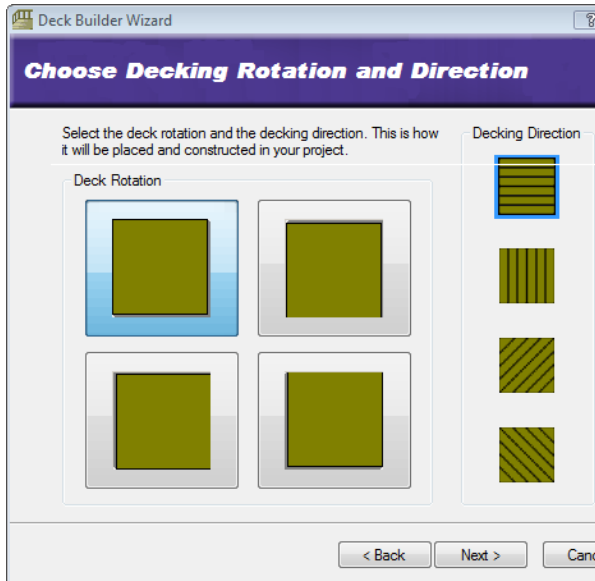 Deck Builder Wizard
?
Choose Decking Rotation and Direction
Select the deck rotation and the decking direction. This is how
it will be placed and constructed in your project.
Decking Direction
Deck Rotation
< Back
Next >
Canc